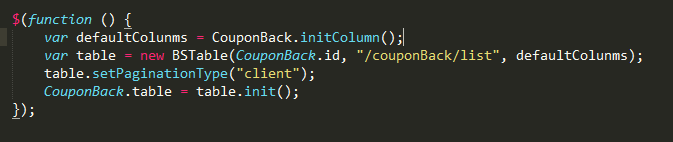 $(function () {
    var defaultColunms = CouponBack.initColumn();
    var table = new BSTable(CouponBack.id, "/couponBack/list", defaultColunms);
    table.setPaginationType("client");
    CouponBack.table = table.init();
});